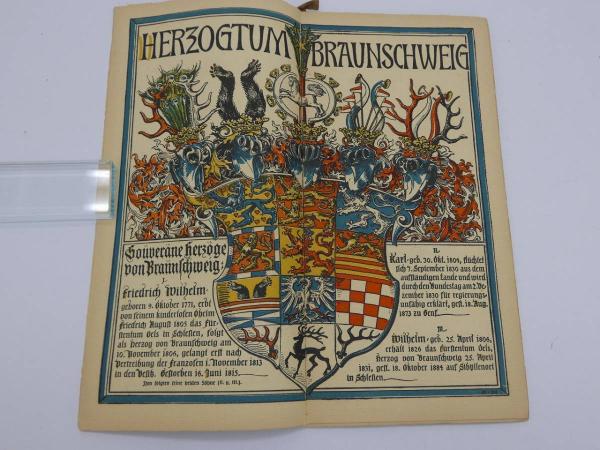 HERZOGTUM BRAUNSCHWEIG
Souveräne Herzoge
von Braunschweig:
I.
Friedrich Wilhelm,
geboren 9. Oktober 1771, erbt
von seinem kinderlosen Oheim
Friedrich August 1805 das Für-
stentum Oels in Schlesien, folgt
als Herzog von Braunschweig am
10. November 1806, gelangt erst nach
Vertreibung der Franzosen 1. November 1813
in den Besitz. Gestorben 16. Juni 1815.
Ihm folgten seine beiden Söhne (II. u. III.).
II.
Karl, geb. 30. Okt. 1804, flüchtet
sich 7. September 1830 aus dem
aufständigen Lande und wird
durch den Bundestag am 2. De-
zember 1830 für regierungs-
unfähig erklärt, gest. 18. Aug.
1873 zu Genf.
III.
Wilhelm, geb. 25. April 1806,
erhält 1826 das Fürstentum Oels,
Herzog von Braunschweig 25. April
1831, gest. 18. Oktober 1884 auf Sibyllenort
in Schlesien.